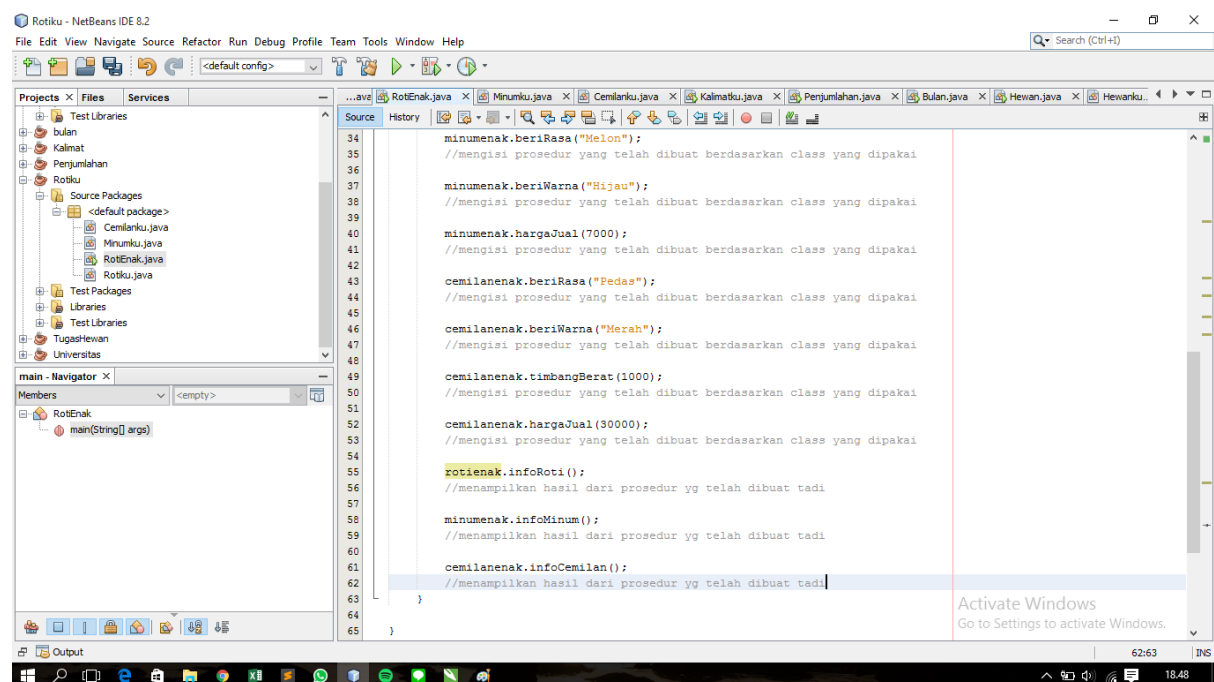 Rotiku - NetBeans IDE 8.2
File Edit View Navigate Source Refactor Run Debug Profile Team Tools Window Help
Search (Ctrl+I)
<default config>
Projects Files Services
Test Libraries
bulan
Kalimat
Penjumlahan
Rotiku
Source Packages
<default package>
Cemilanku.java
Minumku.java
RotiEnak.java
Rotiku.java
Test Packages
Libraries
Test Libraries
TugasHewan
Universitas
main - Navigator
Members <empty>
RotiEnak
main(String[] args)
...ava RotiEnak.java Minumku.java Cemilanku.java Kalimatku.java Penjumlahan.java Bulan.java Hewan.java Hewanku...
Source History
34 minumenak.beriRasa("Melon");
35 //mengisi prosedur yang telah dibuat berdasarkan class yang dipakai
36
37 minumenak.beriWarna("Hijau");
38 //mengisi prosedur yang telah dibuat berdasarkan class yang dipakai
39
40 minumenak.hargaJual(7000);
41 //mengisi prosedur yang telah dibuat berdasarkan class yang dipakai
42
43 cemilanenak.beriRasa("Pedas");
44 //mengisi prosedur yang telah dibuat berdasarkan class yang dipakai
45
46 cemilanenak.beriWarna("Merah");
47 //mengisi prosedur yang telah dibuat berdasarkan class yang dipakai
48
49 cemilanenak.timbangBerat(1000);
50 //mengisi prosedur yang telah dibuat berdasarkan class yang dipakai
51
52 cemilanenak.hargaJual(30000);
53 //mengisi prosedur yang telah dibuat berdasarkan class yang dipakai
54
55 rotienak.infoRoti();
56 //menampilkan hasil dari prosedur yg telah dibuat tadi
57
58 minumenak.infoMinum();
59 //menampilkan hasil dari prosedur yg telah dibuat tadi
60
61 cemilanenak.infoCemilan();
62 //menampilkan hasil dari prosedur yg telah dibuat tadi
63 }
64
65 }
Activate Windows
Go to Settings to activate Windows.
Output
62:63 INS
18.48